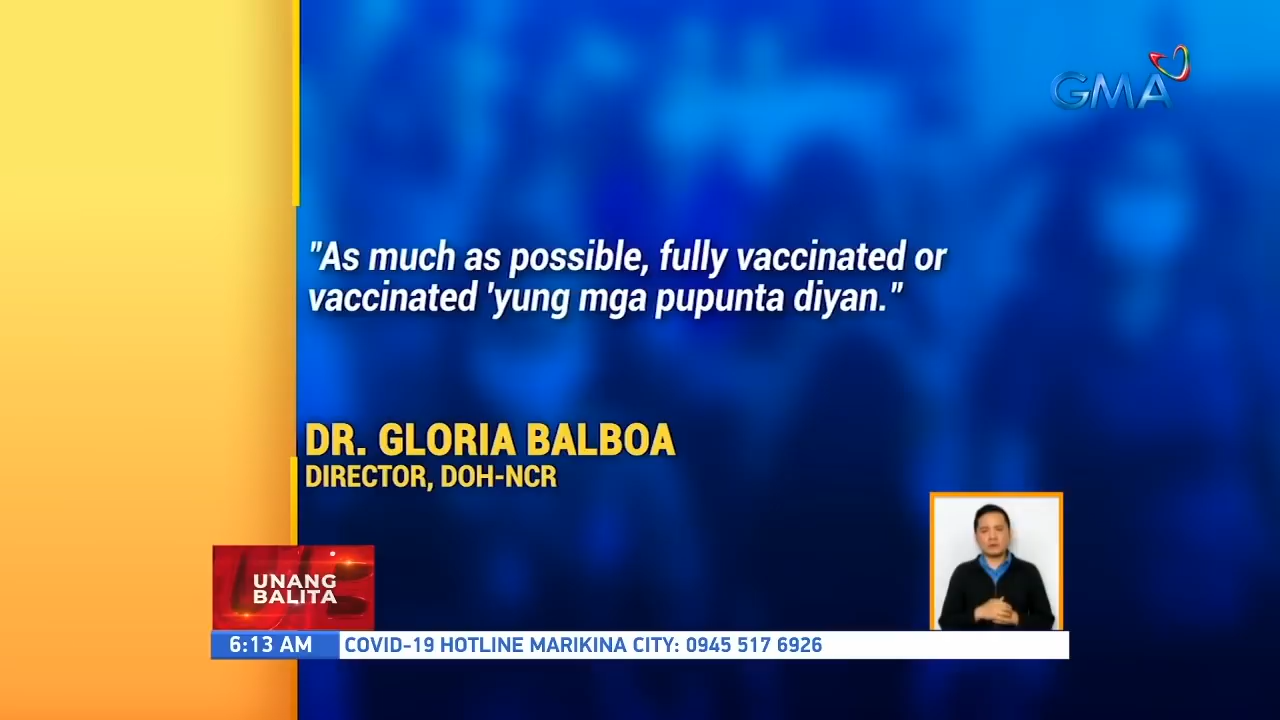 GMA
"As much as possible, fully vaccinated or
vaccinated 'yung mga pupunta diyan."
DR. GLORIA BALBOA
DIRECTOR, DOH-NCR
UNANG
BALITA
6:13 AM COVID-19 HOTLINE MARIKINA CITY: 0945 517 6926